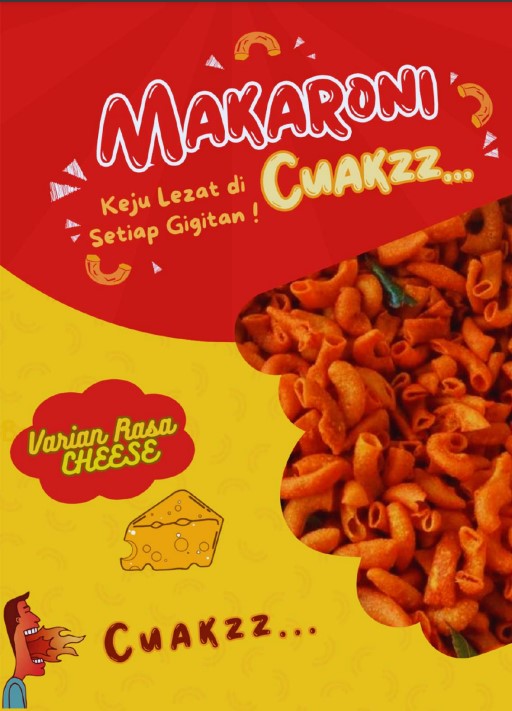 MAKARONI
CUAKZZ...
Keju Lezat di
Setiap Gigitan !
Varian Rasa
CHEESE
CUAKZZ...